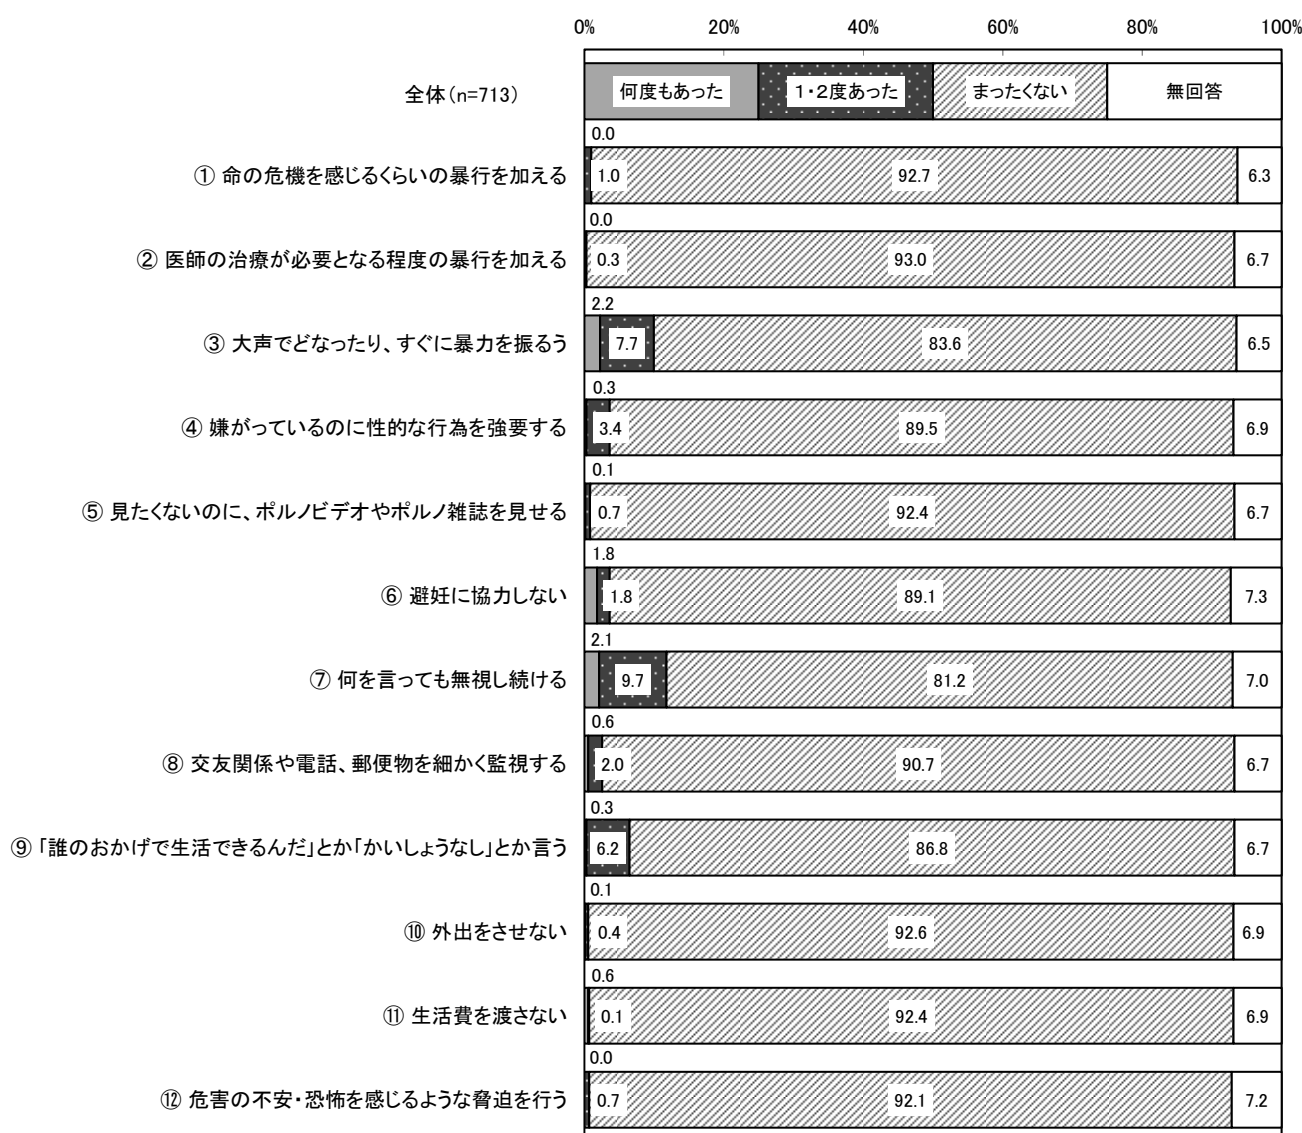 0% 20% 40% 60% 80% 100%
全体(n=713) 何度もあった 1・2度あった まったくない 無回答
0.0
① 命の危機を感じるくらいの暴行を加える 1.0 92.7 6.3
0.0
② 医師の治療が必要となる程度の暴行を加える 0.3 93.0 6.7
2.2
③ 大声でどなったり、すぐに暴力を振るう 7.7 83.6 6.5
0.3
④ 嫌がっているのに性的な行為を強要する 3.4 89.5 6.9
0.1
⑤ 見たくないのに、ポルノビデオやポルノ雑誌を見せる 0.7 92.4 6.7
1.8
⑥ 避妊に協力しない 1.8 89.1 7.3
2.1
⑦ 何を言っても無視し続ける 9.7 81.2 7.0
0.6
⑧ 交友関係や電話、郵便物を細かく監視する 2.0 90.7 6.7
0.3
⑨ 「誰のおかげで生活できるんだ」とか「かいしょうなし」とか言う 6.2 86.8 6.7
0.1
⑩ 外出をさせない 0.4 92.6 6.9
0.6
⑪ 生活費を渡さない 0.1 92.4 6.9
0.0
⑫ 危害の不安・恐怖を感じるような脅迫を行う 0.7 92.1 7.2